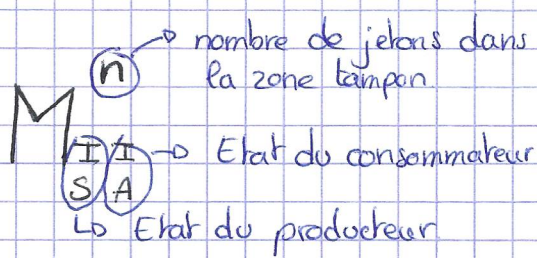 nombre de jetons dans
la zone tampon
n
M
I I Etat du consommateur
S A
Etat du producteur